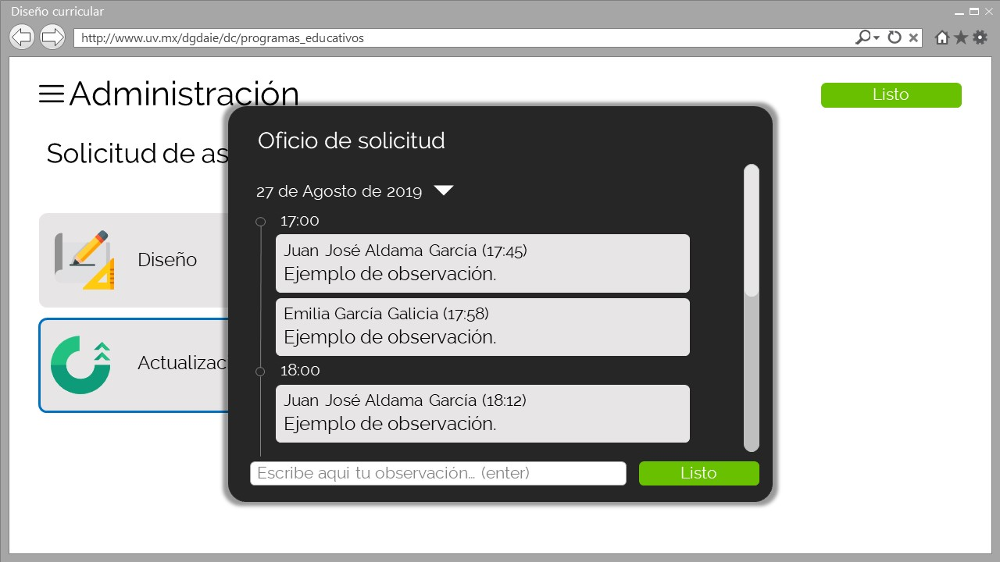 Diseño curricular
http://www.uv.mx/dgdaie/dc/programas_educativos
Administración
Listo
Solicitud de as
Diseño
Actualizac
Oficio de solicitud
27 de Agosto de 2019
17:00
Juan José Aldama García (17:45)
Ejemplo de observación.
Emilia García Galicia (17:58)
Ejemplo de observación.
18:00
Juan José Aldama García (18:12)
Ejemplo de observación.
Escribe aqui tu observación... (enter)
Listo